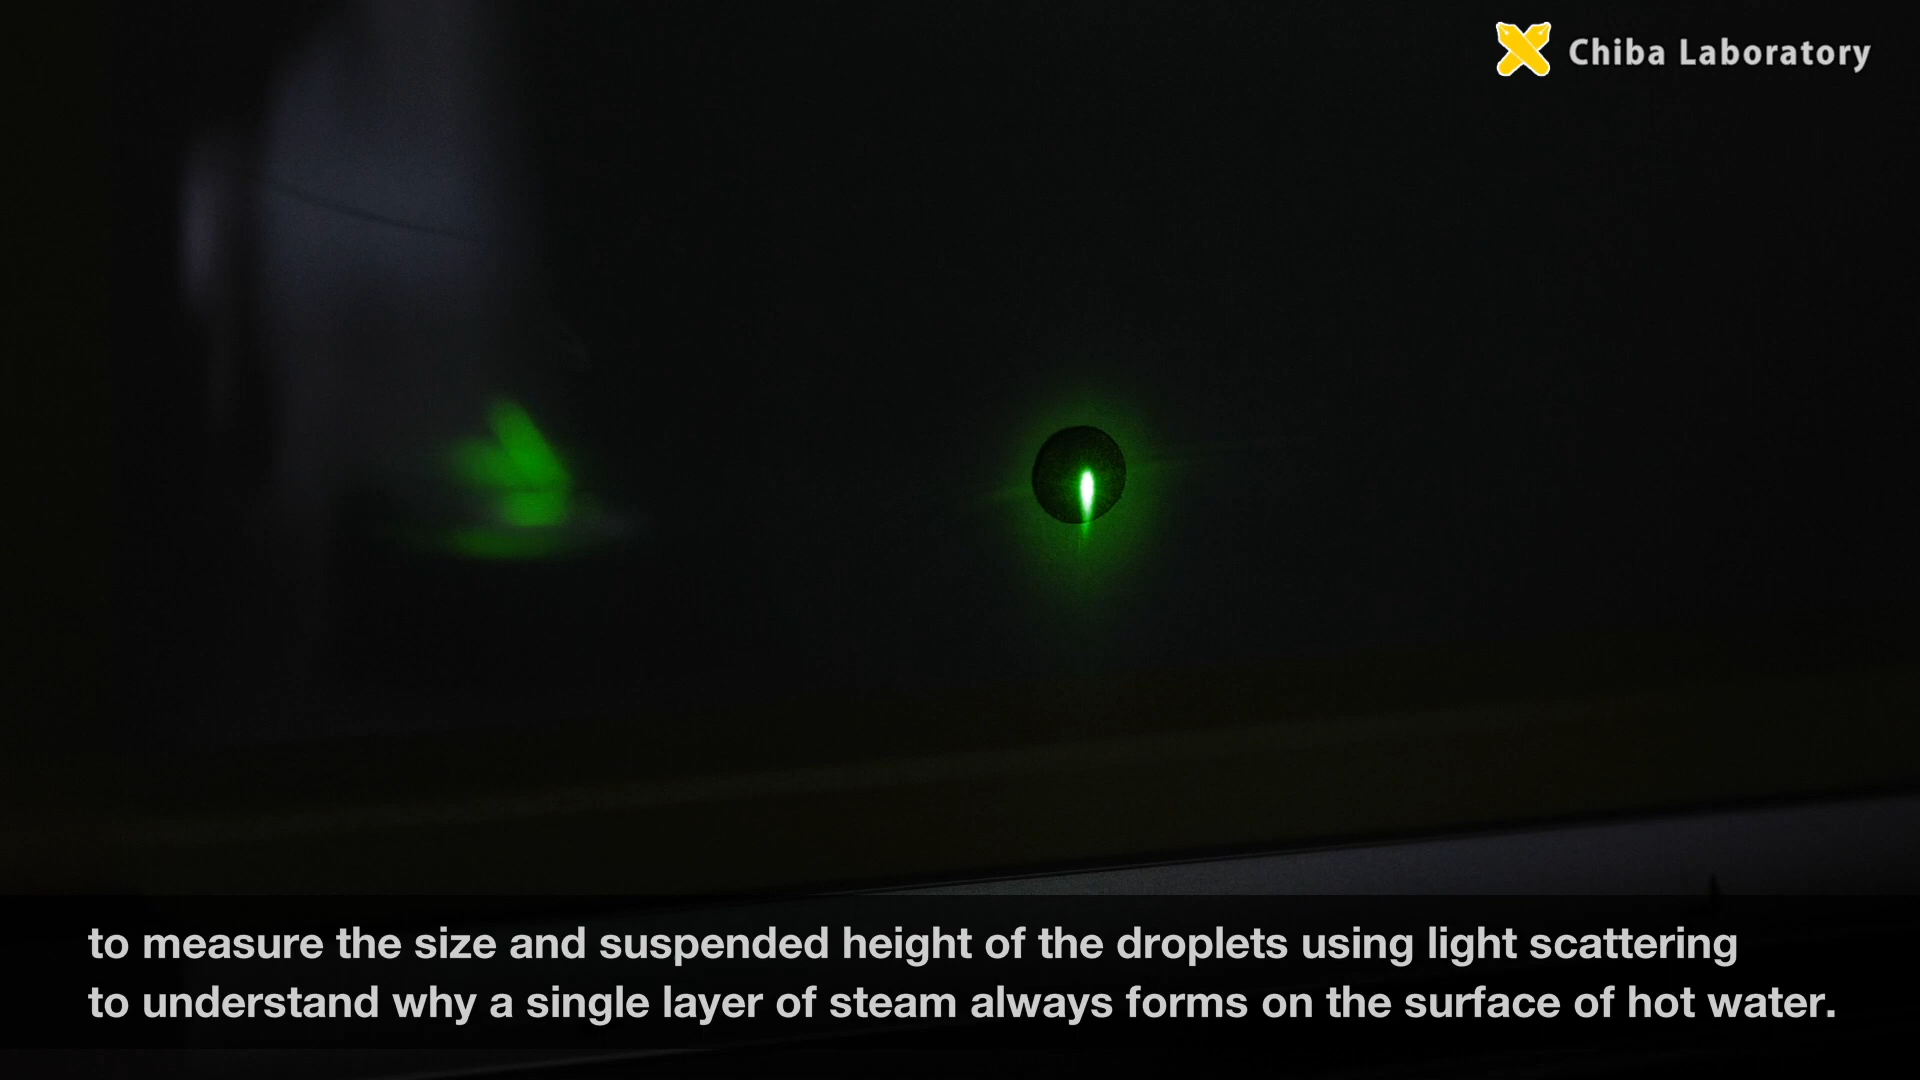 Chiba Laboratory
to measure the size and suspended height of the droplets using light scattering
to understand why a single layer of steam always forms on the surface of hot water.